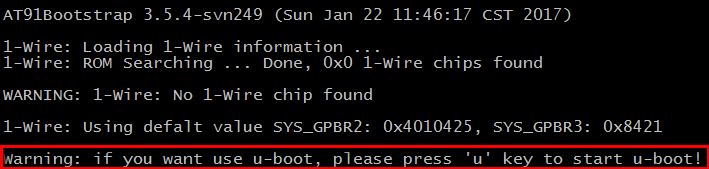 AT91Bootstrap 3.5.4-svn249 (Sun Jan 22 11:46:17 CST 2017)
1-Wire: Loading 1-Wire information ...
1-Wire: ROM Searching ... Done, 0x0 1-Wire chips found
WARNING: 1-Wire: No 1-Wire chip found
1-Wire: Using defalt value SYS_GPBR2: 0x4010425, SYS_GPBR3: 0x8421
Warning: if you want use u-boot, please press 'u' key to start u-boot!